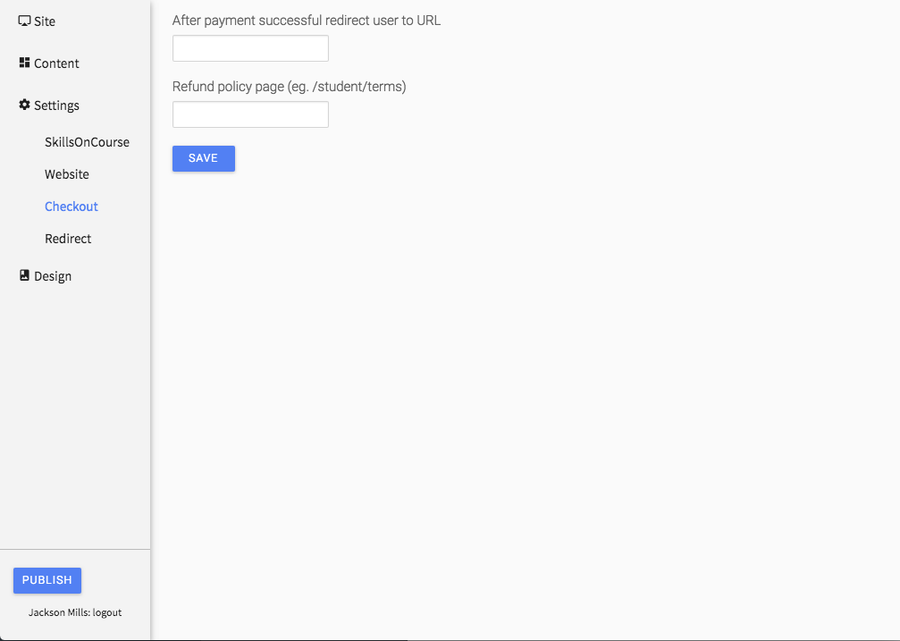 Site
Content
Settings
SkillsOnCourse
Website
Checkout
Redirect
Design
PUBLISH
Jackson Mills: logout
After payment successful redirect user to URL
Refund policy page (eg. /student/terms)
SAVE